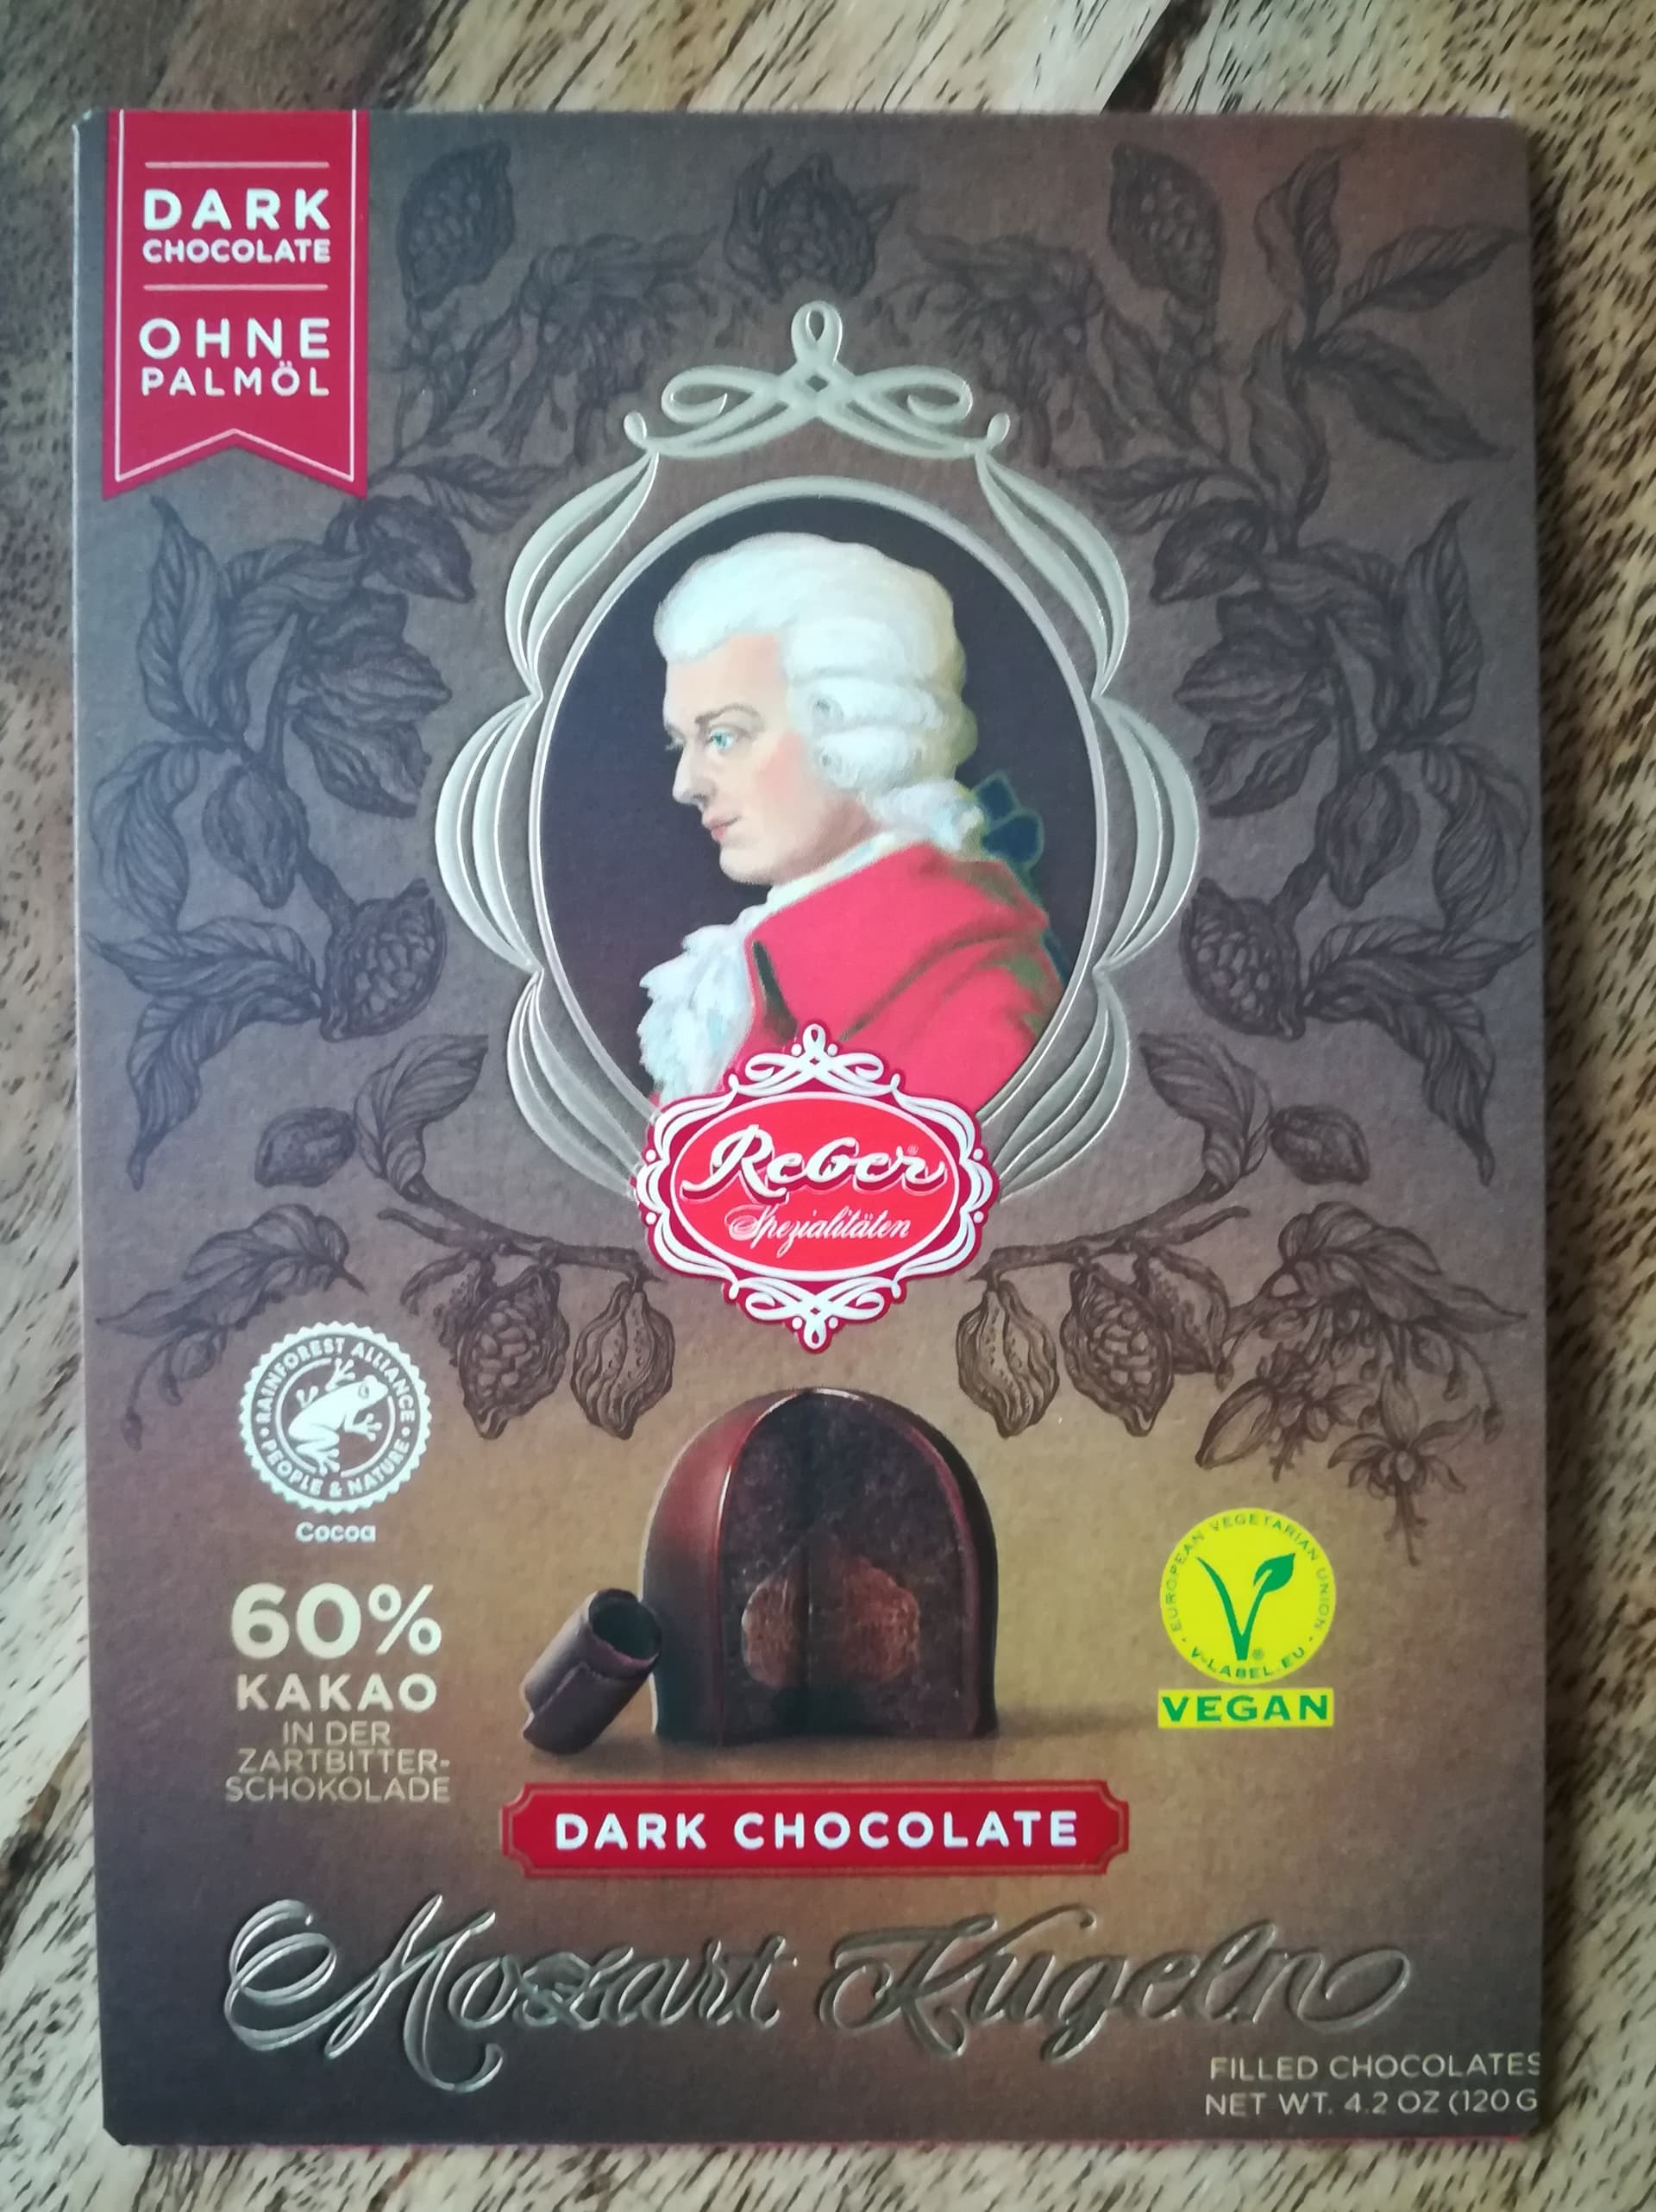 DARK
CHOCOLATE
OHNE
PALMÖL
Reber
Spezialitäten
RAINFOREST ALLIANCE
PEOPLE & NATURE
Cocoa
60%
KAKAO
IN DER
ZARTBITTER-
SCHOKOLADE
EUROPEAN VEGETARIAN UNION
V-LABEL.EU
VEGAN
DARK CHOCOLATE
Mozart Kugeln
FILLED CHOCOLATES
NET WT. 4.2 OZ (120 G